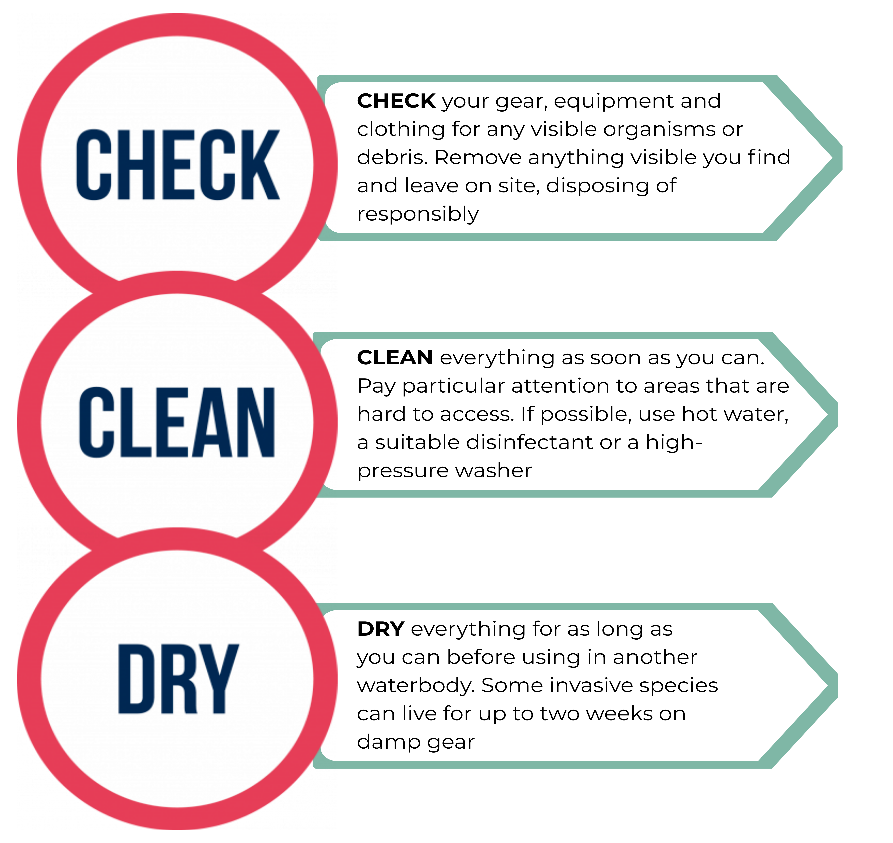 CHECK
CHECK your gear, equipment and
clothing for any visible organisms or
debris. Remove anything visible you find
and leave on site, disposing of
responsibly
CLEAN
CLEAN everything as soon as you can.
Pay particular attention to areas that are
hard to access. If possible, use hot water,
a suitable disinfectant or a high-
pressure washer
DRY
DRY everything for as long as
you can before using in another
waterbody. Some invasive species
can live for up to two weeks on
damp gear